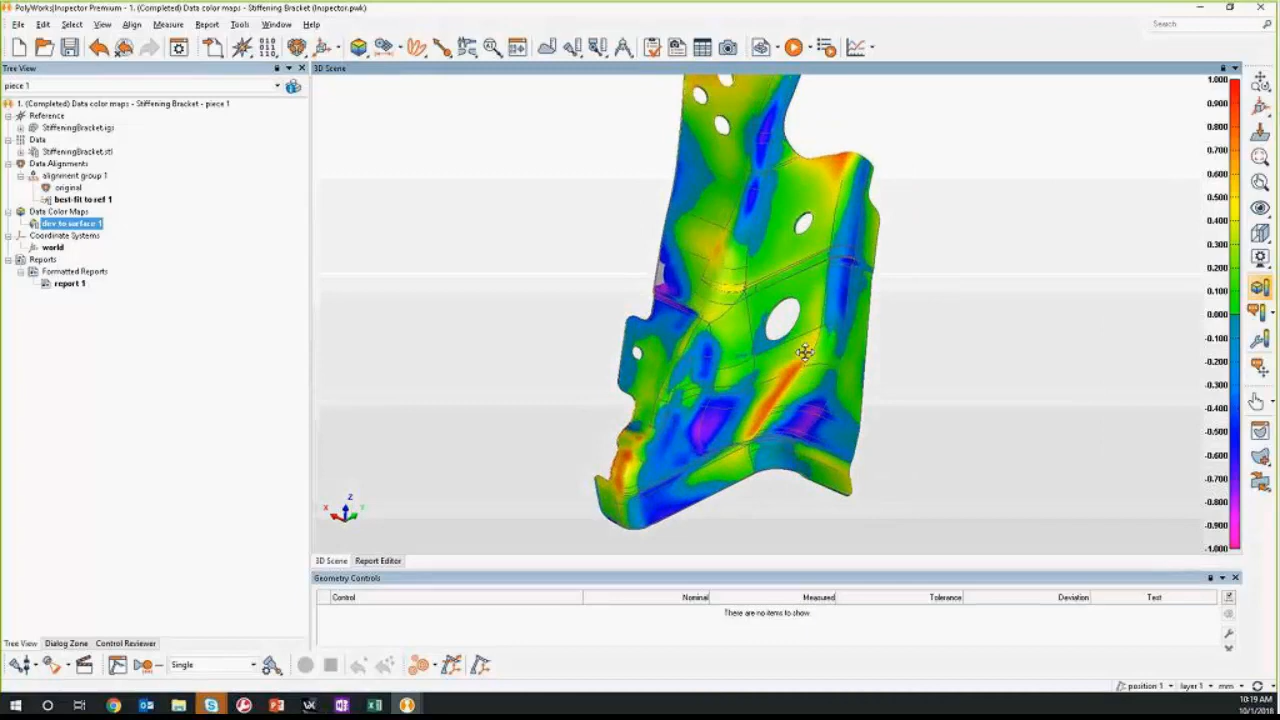 PolyWorks|Inspector Premium - 1. (Completed) Data color maps - Stiffening Bracket (Inspector.pwk)
File Edit Select View Align Measure Report Tools Window Help
Search
Tree View
3D Scene
piece 1
1. (Completed) Data color maps - Stiffening Bracket - piece 1
Reference
StiffeningBracket.igs
Data
StiffeningBracket.stl
Data Alignments
alignment group 1
original
best-fit to ref 1
Data Color Maps
dev to surface 1
Coordinate Systems
world
Reports
Formatted Reports
report 1
1.000
0.900
0.800
0.700
0.600
0.500
0.400
0.300
0.200
0.100
0.000
-0.100
-0.200
-0.300
-0.400
-0.500
-0.600
-0.700
-0.800
-0.900
-1.000
Z
X
Y
3D Scene Report Editor
Geometry Controls
Control Nominal Measured Tolerance Deviation Test
There are no items to show
Tree View Dialog Zone Control Reviewer
Single
position 1 layer 1 mm
10:19 AM
10/1/2018